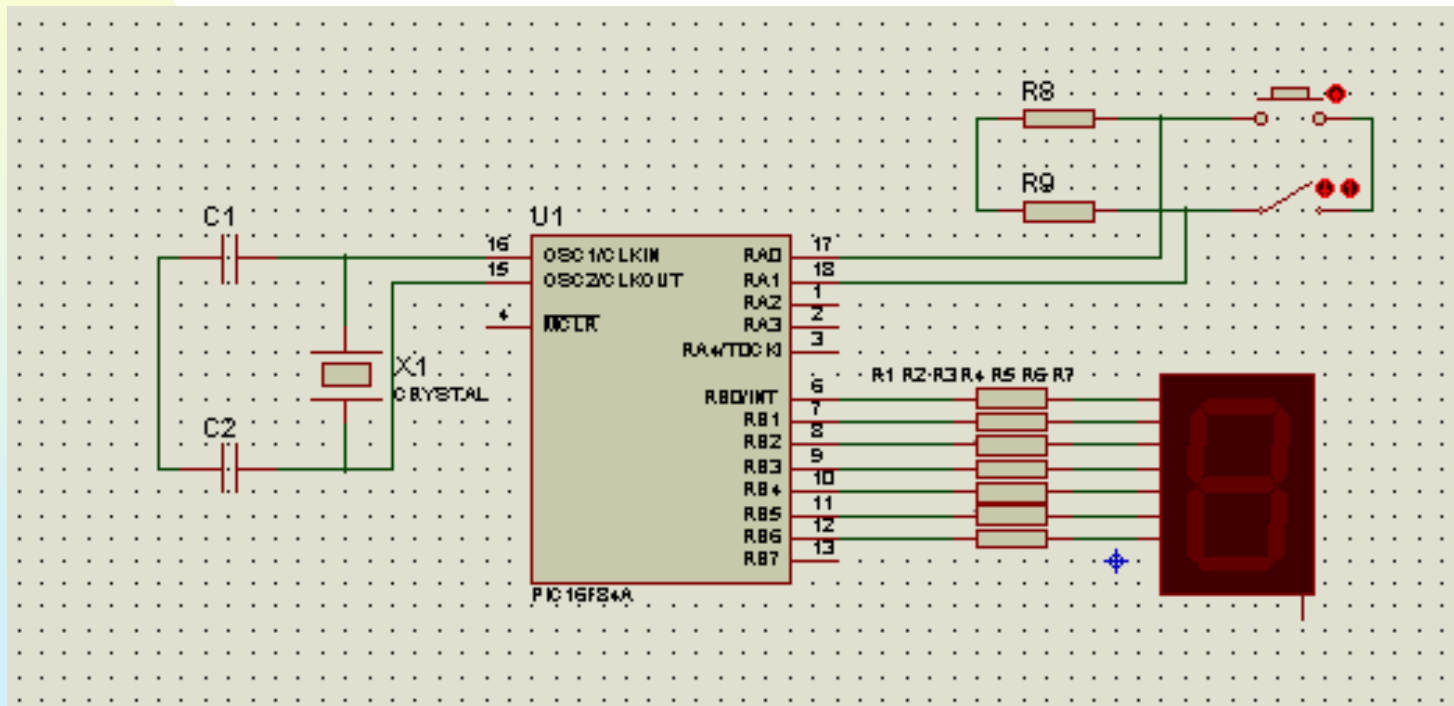 R8
R9
C1
U1
16 OSC1/CLKIN RA0 17
15 OSC2/CLKOUT RA1 18
RA2 1
4 MCLR RA3 2
RA4/T0CKI 3
X1
CRYSTAL
R1 R2 R3 R4 R5 R6 R7
RB0/INT 6
RB1 7
RB2 8
C2
RB3 9
RB4 10
RB5 11
RB6 12
RB7 13
PIC16F84A